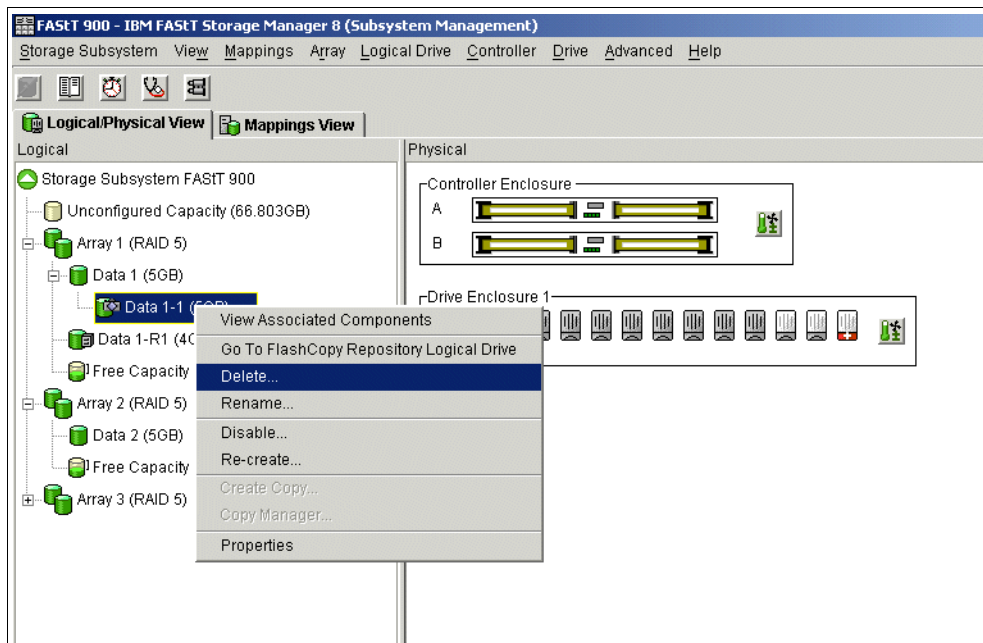 FAStT 900 - IBM FAStT Storage Manager 8 (Subsystem Management)
Storage Subsystem View Mappings Array Logical Drive Controller Drive Advanced Help
Logical/Physical View Mappings View
Logical
Storage Subsystem FAStT 900
Unconfigured Capacity (66.803GB)
Array 1 (RAID 5)
Data 1 (5GB)
Data 1-1 (5GB)
Data 1-R1 (4
Free Capacity
Array 2 (RAID 5)
Data 2 (5GB)
Free Capacity
Array 3 (RAID 5)
View Associated Components
Go To FlashCopy Repository Logical Drive
Delete...
Rename...
Disable...
Re-create...
Create Copy...
Copy Manager...
Properties
Physical
Controller Enclosure
A
B
Drive Enclosure 1